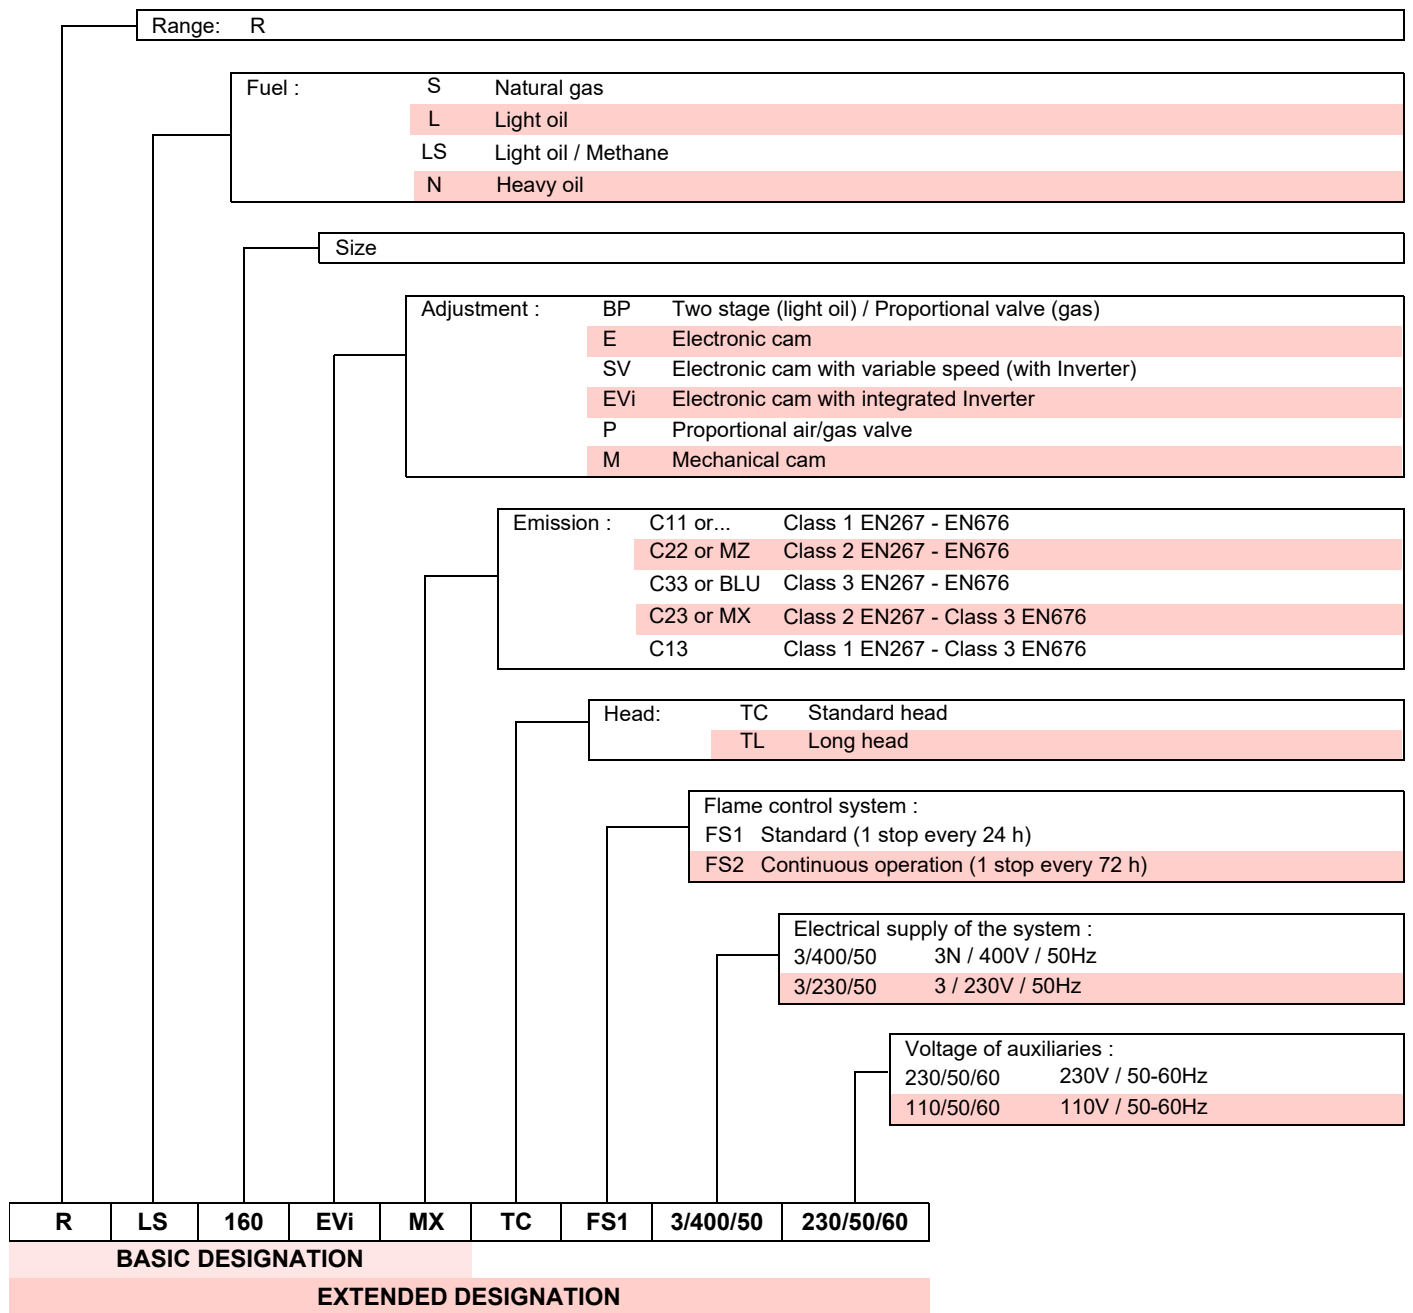 Range: R
Fuel : S Natural gas
L Light oil
LS Light oil / Methane
N Heavy oil
Size
Adjustment : BP Two stage (light oil) / Proportional valve (gas)
E Electronic cam
SV Electronic cam with variable speed (with Inverter)
EVi Electronic cam with integrated Inverter
P Proportional air/gas valve
M Mechanical cam
Emission : C11 or... Class 1 EN267 - EN676
C22 or MZ Class 2 EN267 - EN676
C33 or BLU Class 3 EN267 - EN676
C23 or MX Class 2 EN267 - Class 3 EN676
C13 Class 1 EN267 - Class 3 EN676
Head: TC Standard head
TL Long head
Flame control system :
FS1 Standard (1 stop every 24 h)
FS2 Continuous operation (1 stop every 72 h)
Electrical supply of the system :
3/400/50 3N / 400V / 50Hz
3/230/50 3 / 230V / 50Hz
Voltage of auxiliaries :
230/50/60 230V / 50-60Hz
110/50/60 110V / 50-60Hz
R LS 160 EVi MX TC FS1 3/400/50 230/50/60
BASIC DESIGNATION
EXTENDED DESIGNATION